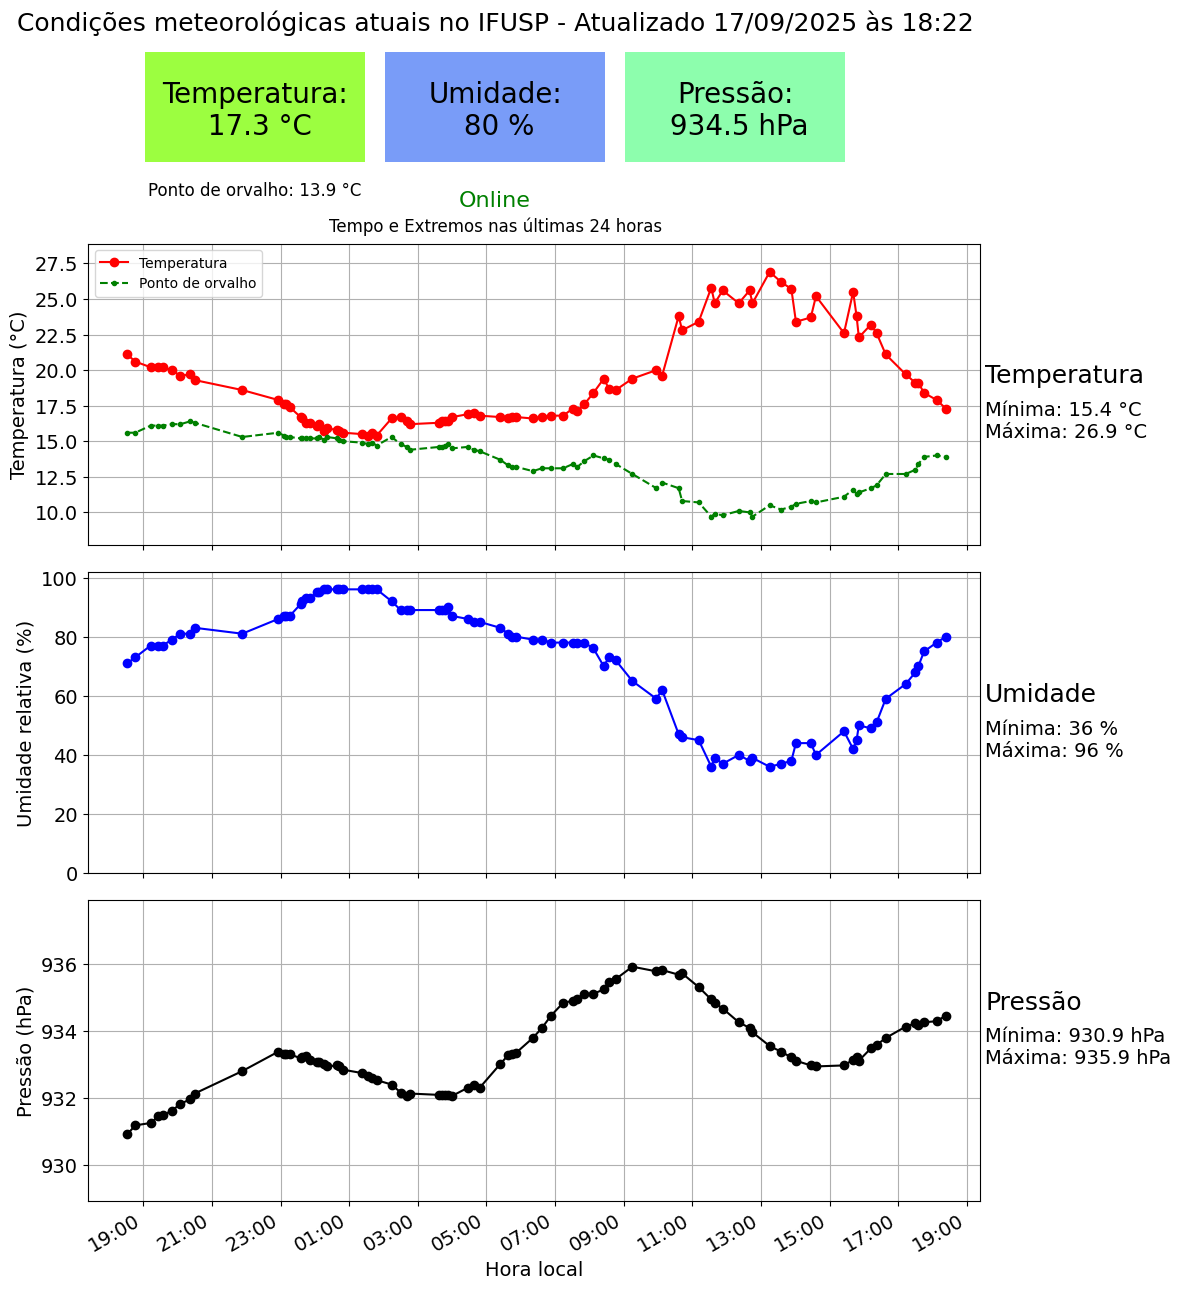 Condições meteorológicas atuais no IFUSP - Atualizado 17/09/2025 às 18:22
Temperatura:
17.3 °C
Umidade:
80 %
Pressão:
934.5 hPa
Ponto de orvalho: 13.9 °C
Online
Tempo e Extremos nas últimas 24 horas
Temperatura (°C)
27.5
25.0
22.5
20.0
17.5
15.0
12.5
10.0
Temperatura
Ponto de orvalho
Temperatura
Mínima: 15.4 °C
Máxima: 26.9 °C
Umidade relativa (%)
100
80
60
40
20
0
Umidade
Mínima: 36 %
Máxima: 96 %
Pressão (hPa)
936
934
932
930
Pressão
Mínima: 930.9 hPa
Máxima: 935.9 hPa
19:00
21:00
23:00
01:00
03:00
05:00
07:00
09:00
11:00
13:00
15:00
17:00
19:00
Hora local